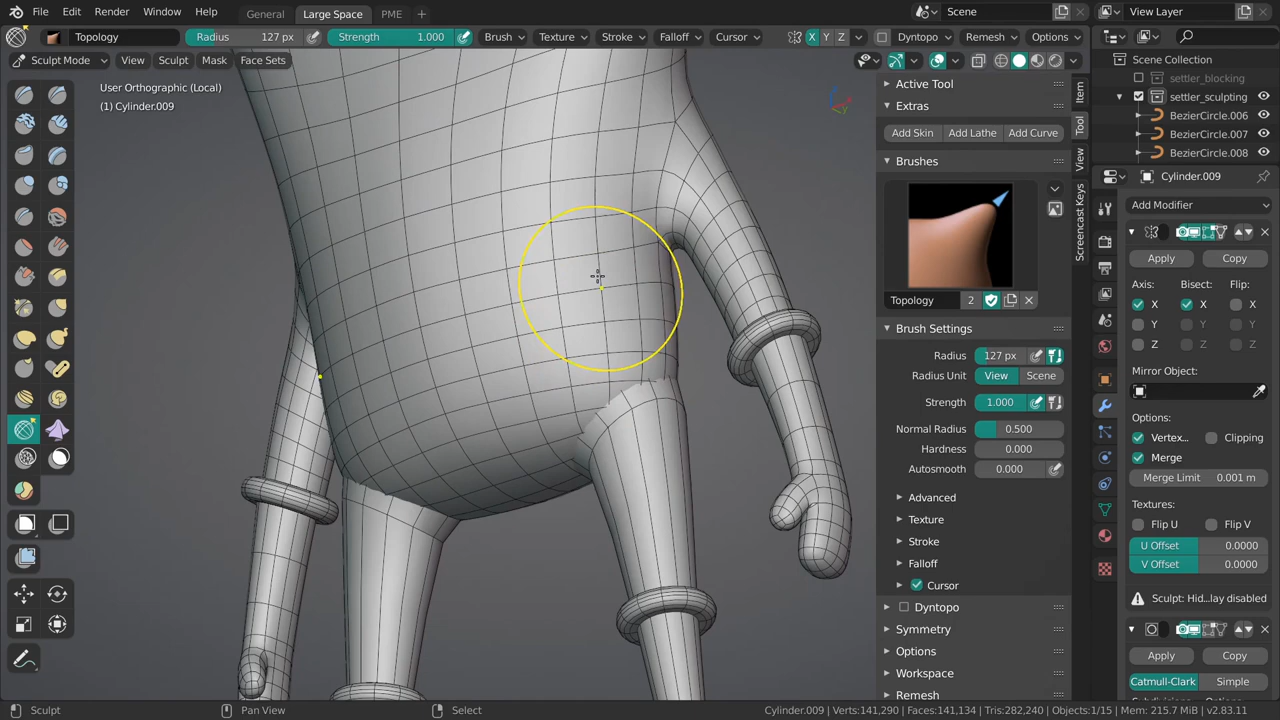 File Edit Render Window Help General Large Space PME + Scene View Layer
Topology Radius 127 px Strength 1.000 Brush Texture Stroke Falloff Cursor X Y Z Dyntopo Remesh Options
Sculpt Mode View Sculpt Mask Face Sets
User Orthographic (Local)
(1) Cylinder.009
Active Tool
Extras
Add Skin Add Lathe Add Curve
Brushes
Topology 2
Brush Settings
Radius 127 px
Radius Unit View Scene
Strength 1.000
Normal Radius 0.500
Hardness 0.000
Autosmooth 0.000
Advanced
Texture
Stroke
Falloff
Cursor
Dyntopo
Symmetry
Options
Workspace
Remesh
Item
Tool
View
Screencast Keys
Scene Collection
settler_blocking
settler_sculpting
BezierCircle.006
BezierCircle.007
BezierCircle.008
Cylinder.009
Add Modifier
Apply Copy
Axis: Bisect: Flip:
X X X
Y Y Y
Z Z Z
Mirror Object:
Options:
Vertex... Clipping
Merge
Merge Limit 0.001 m
Textures:
Flip U Flip V
U Offset 0.0000
V Offset 0.0000
Sculpt: Hid...lay disabled
Apply Copy
Catmull-Clark Simple
Sculpt Pan View Select Cylinder.009 | Verts:141,290 | Faces:141,134 | Tris:282,240 | Objects:1/15 | Mem: 215.7 MiB | v2.83.11